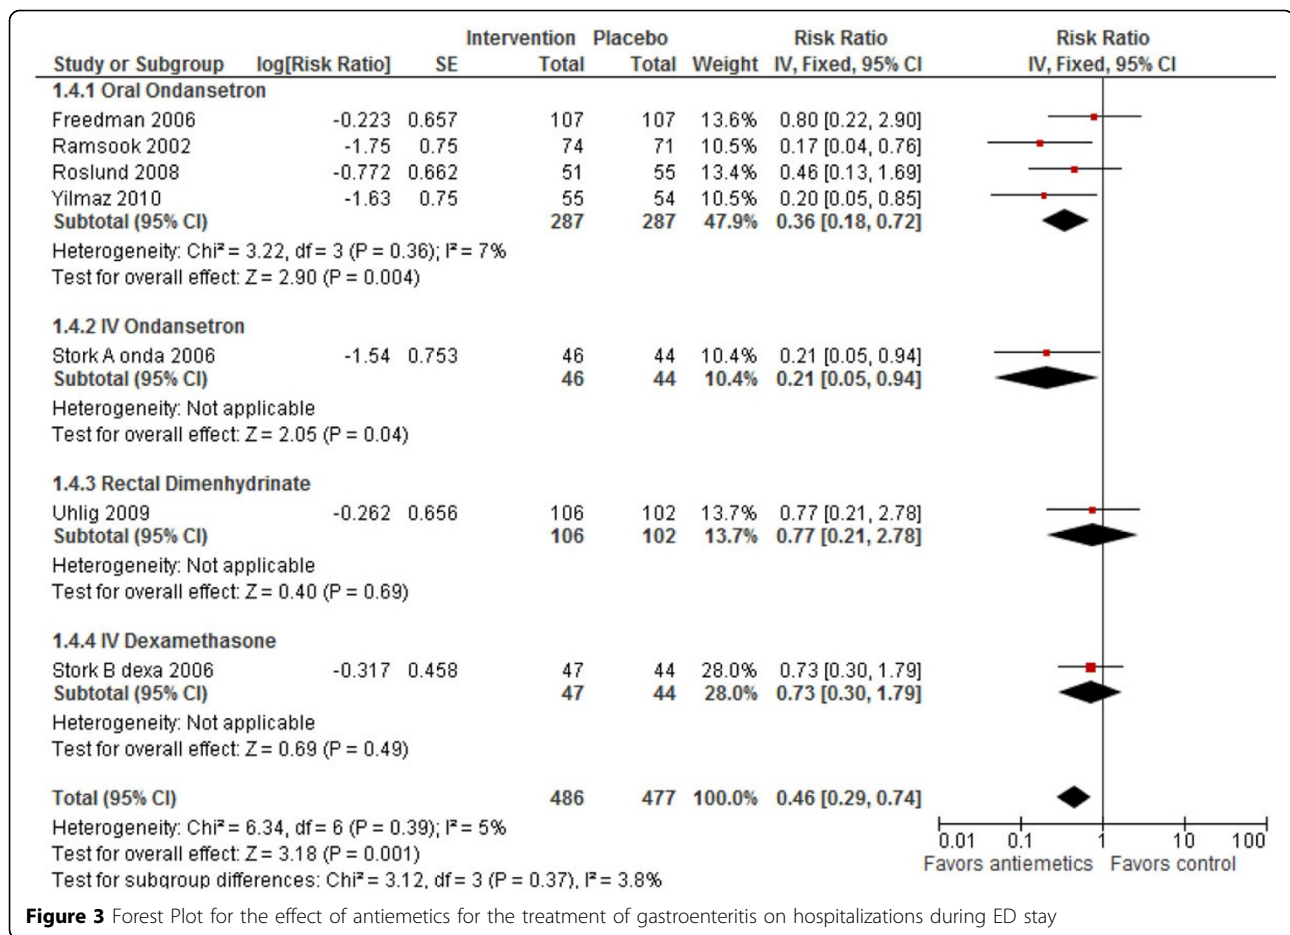 Intervention Placebo Risk Ratio Risk Ratio
Study or Subgroup log[Risk Ratio] SE Total Total Weight IV, Fixed, 95% CI IV, Fixed, 95% CI
1.4.1 Oral Ondansetron
Freedman 2006 -0.223 0.657 107 107 13.6% 0.80 [0.22, 2.90]
Ramsook 2002 -1.75 0.75 74 71 10.5% 0.17 [0.04, 0.76]
Roslund 2008 -0.772 0.662 51 55 13.4% 0.46 [0.13, 1.69]
Yilmaz 2010 -1.63 0.75 55 54 10.5% 0.20 [0.05, 0.85]
Subtotal (95% CI) 287 287 47.9% 0.36 [0.18, 0.72]
Heterogeneity: Chi² = 3.22, df = 3 (P = 0.36); I² = 7%
Test for overall effect: Z = 2.90 (P = 0.004)
1.4.2 IV Ondansetron
Stork A onda 2006 -1.54 0.753 46 44 10.4% 0.21 [0.05, 0.94]
Subtotal (95% CI) 46 44 10.4% 0.21 [0.05, 0.94]
Heterogeneity: Not applicable
Test for overall effect: Z = 2.05 (P = 0.04)
1.4.3 Rectal Dimenhydrinate
Uhlig 2009 -0.262 0.656 106 102 13.7% 0.77 [0.21, 2.78]
Subtotal (95% CI) 106 102 13.7% 0.77 [0.21, 2.78]
Heterogeneity: Not applicable
Test for overall effect: Z = 0.40 (P = 0.69)
1.4.4 IV Dexamethasone
Stork B dexa 2006 -0.317 0.458 47 44 28.0% 0.73 [0.30, 1.79]
Subtotal (95% CI) 47 44 28.0% 0.73 [0.30, 1.79]
Heterogeneity: Not applicable
Test for overall effect: Z = 0.69 (P = 0.49)
Total (95% CI) 486 477 100.0% 0.46 [0.29, 0.74]
Heterogeneity: Chi² = 6.34, df = 6 (P = 0.39); I² = 5%
Test for overall effect: Z = 3.18 (P = 0.001)
Test for subgroup differences: Chi² = 3.12, df = 3 (P = 0.37), I² = 3.8%
0.01 0.1 1 10 100
Favors antiemetics Favors control
Figure 3 Forest Plot for the effect of antiemetics for the treatment of gastroenteritis on hospitalizations during ED stay